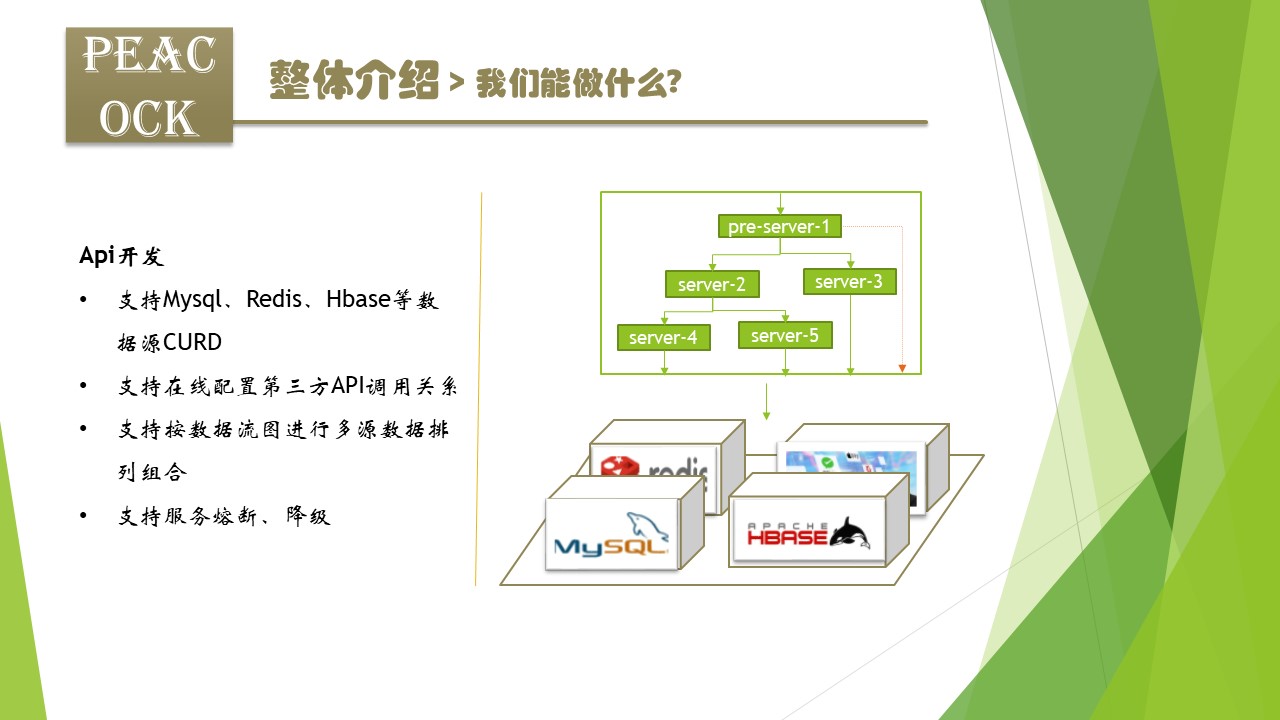 PEAC
OCK
整体介绍 > 我们能做什么?
Api开发
• 支持Mysql、Redis、Hbase等数
据源CURD
• 支持在线配置第三方API调用关系
• 支持按数据流图进行多源数据排
列组合
• 支持服务熔断、降级
pre-server-1
server-2
server-3
server-4
server-5
redis
MySQL
APACHE
HBASE